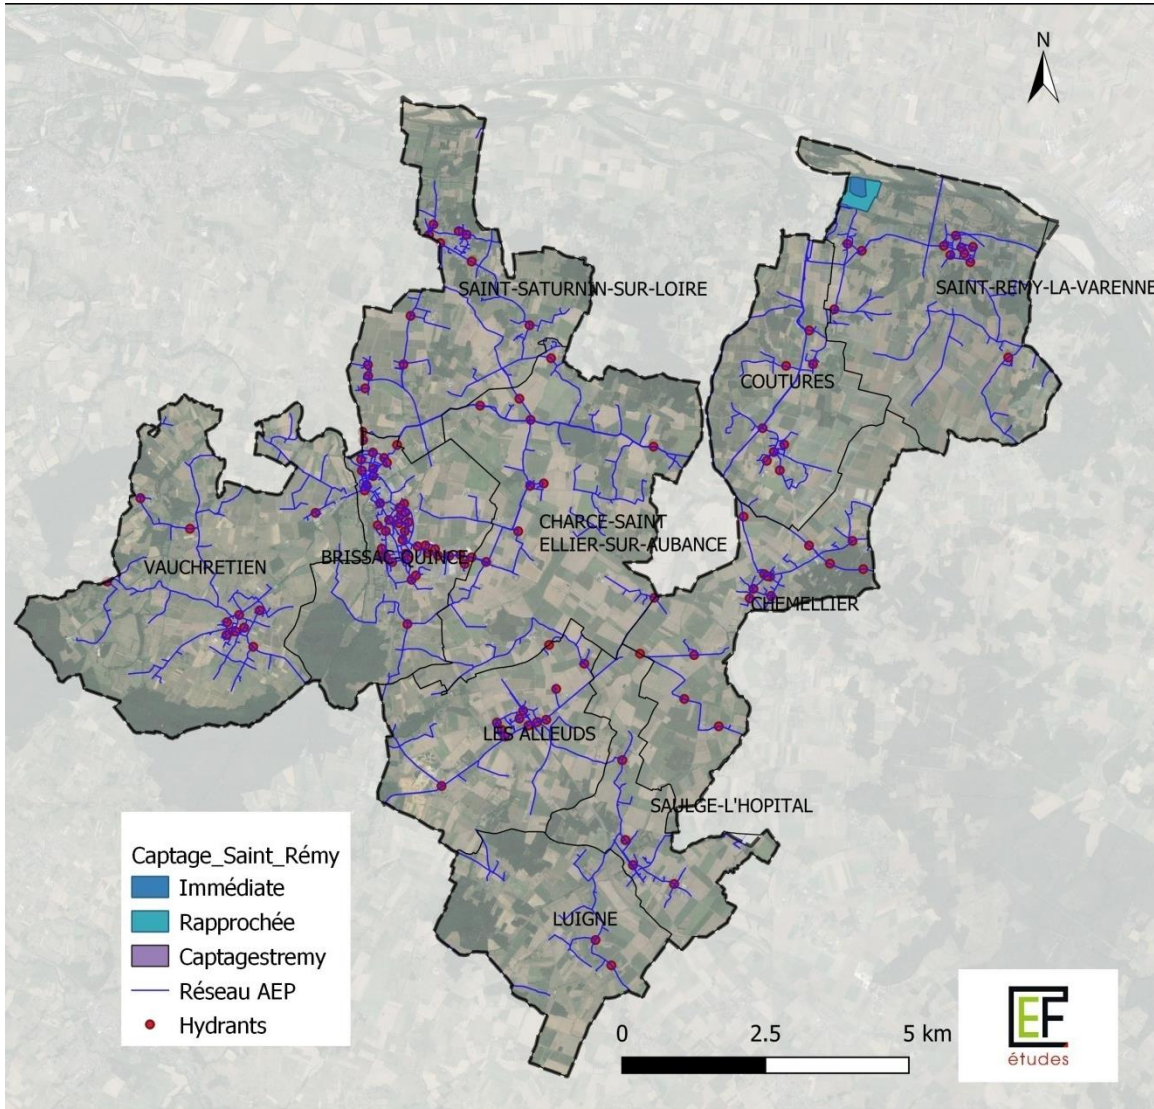 N
SAINT-SATURNIN-SUR-LOIRE
SAINT-REMY-LA-VARENNE
COUTURES
CHARCE-SAINT
ELLIER-SUR-AUBANCE
VAUCHRETIEN
BRISSAC-QUINCE
CHEMELLIER
LES ALLEUDS
SAULGE-L'HOPITAL
LUIGNE
Captage_Saint_Rémy
Immédiate
Rapprochée
Captagestremy
Réseau AEP
Hydrants
0 2.5 5 km
EF
études